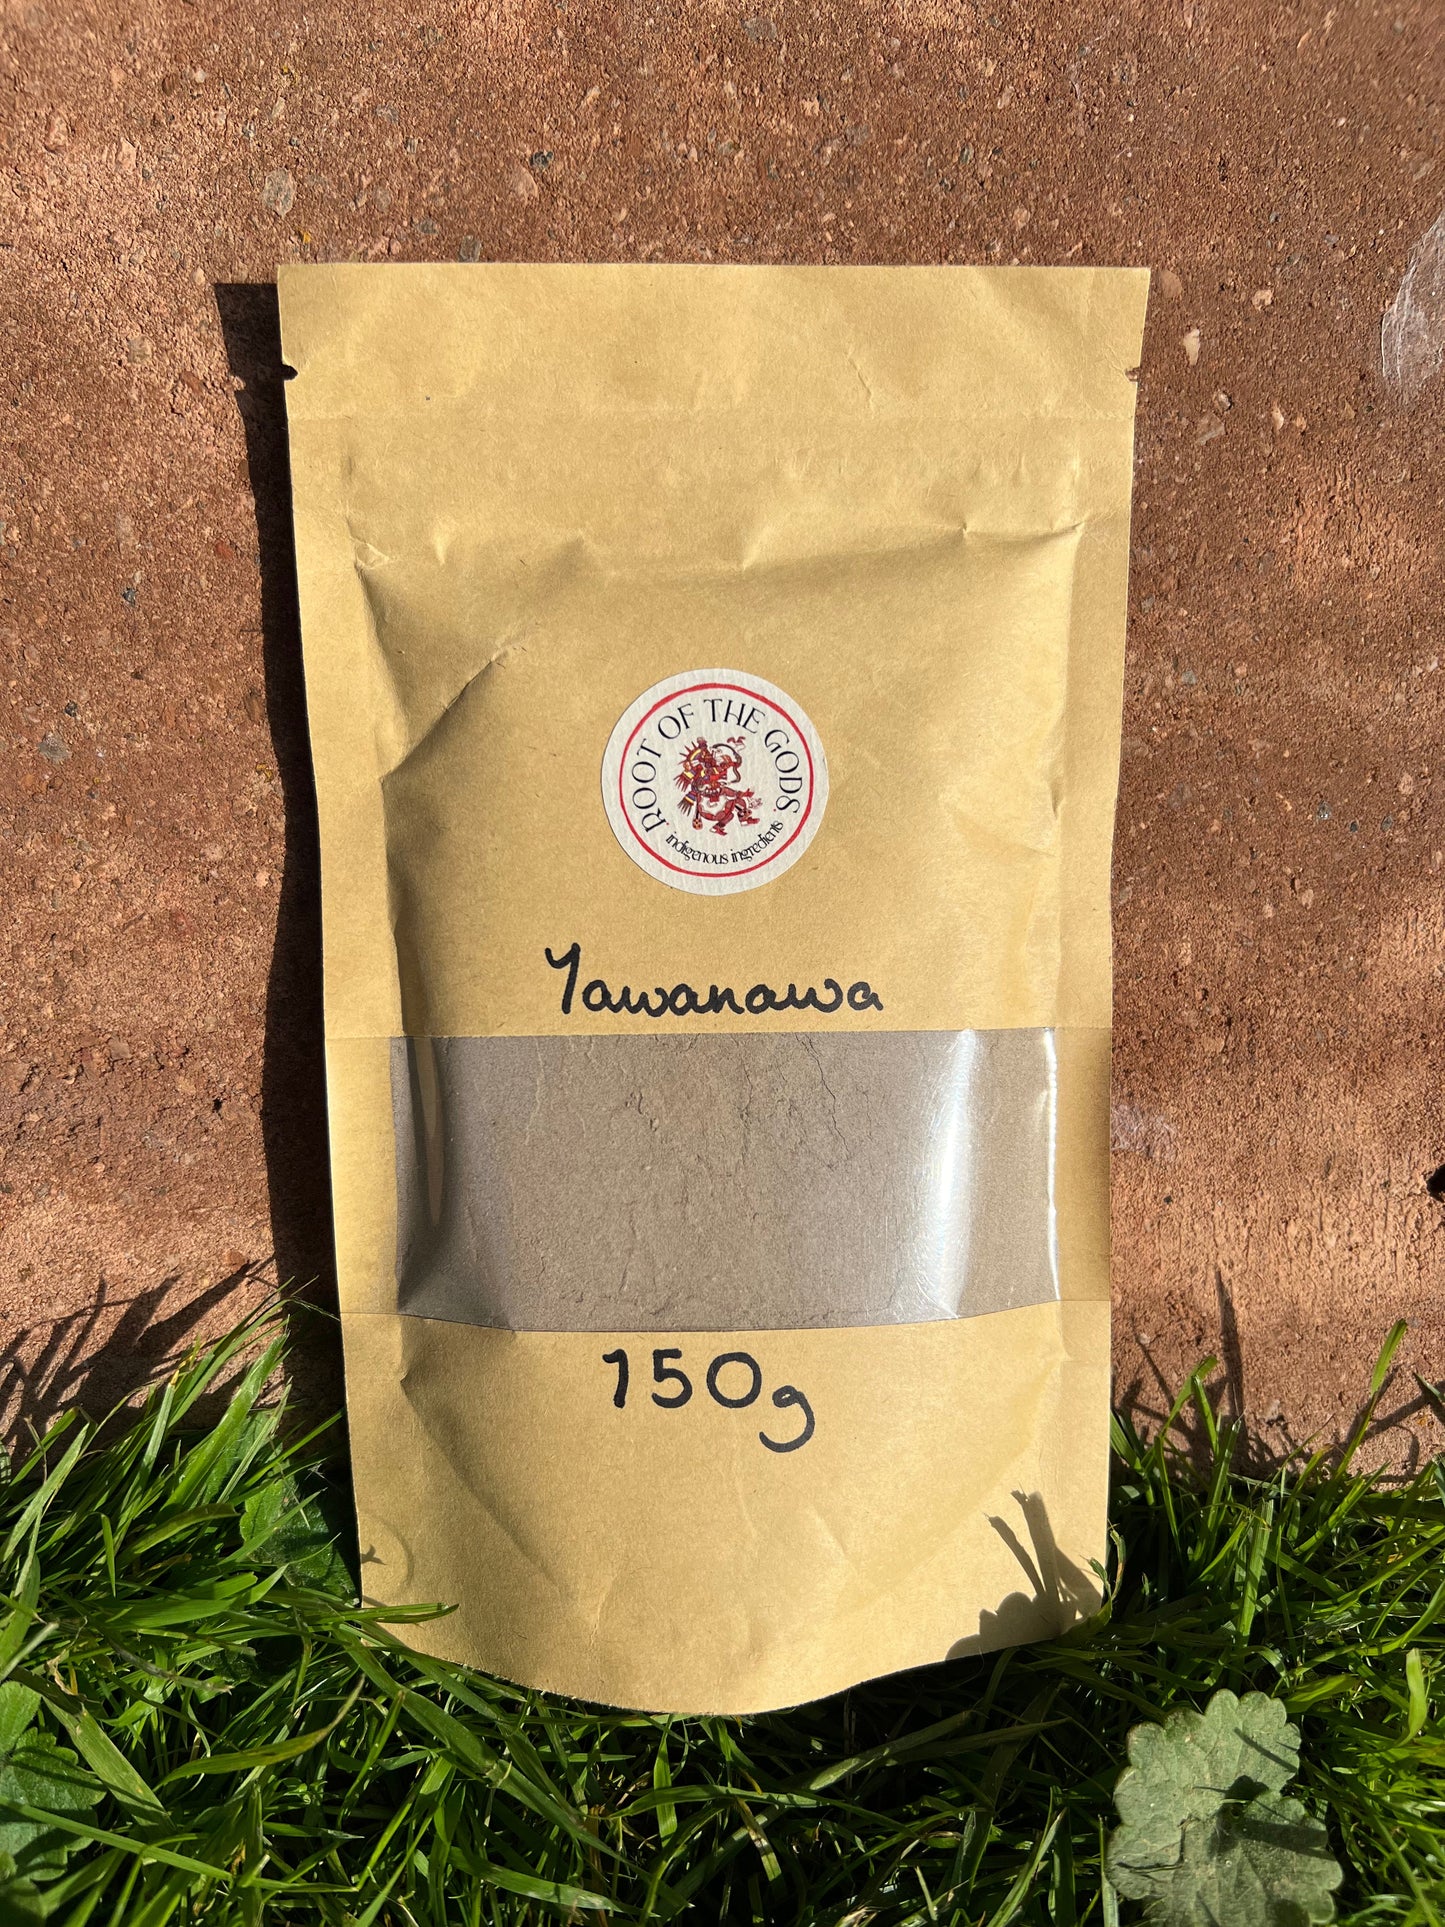 ROOT OF THE GODS
indigenous ingredients
Yawanawa
150g